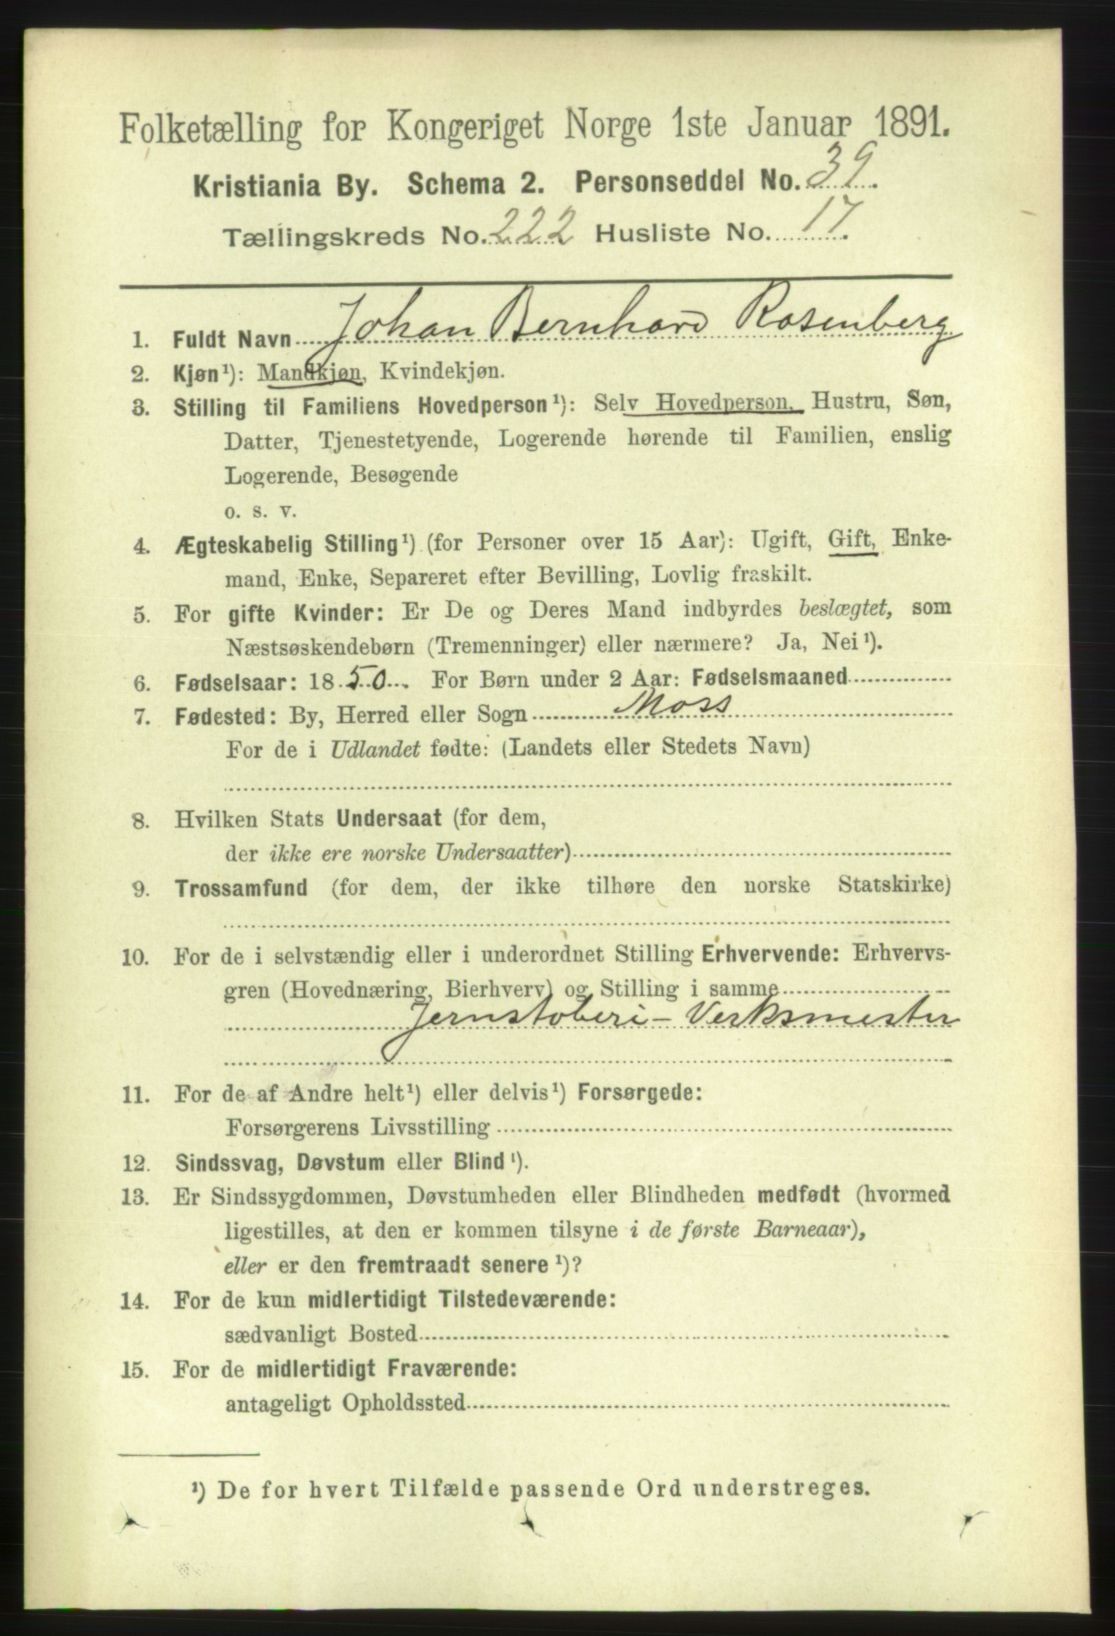 Folketælling for Kongeriget Norge 1ste Januar 1891.
Kristiania By. Schema 2. Personseddel No. 39.
Tællingskreds No. 222 Husliste No. 17.
1. Fuldt Navn Johan Bernhard Rosenberg
2. Kjøn¹): Mandkjøn, Kvindekjøn.
3. Stilling til Familiens Hovedperson¹): Selv Hovedperson, Hustru, Søn,
Datter, Tjenestetyende, Logerende hørende til Familien, enslig
Logerende, Besøgende
o. s. v.
4. Ægteskabelig Stilling¹) (for Personer over 15 Aar): Ugift, Gift, Enke-
mand, Enke, Separeret efter Bevilling, Lovlig fraskilt.
5. For gifte Kvinder: Er De og Deres Mand indbyrdes beslægtet, som
Næstsøskendebørn (Tremenninger) eller nærmere? Ja, Nei¹).
6. Fødselsaar: 1850. For Børn under 2 Aar: Fødselsmaaned
7. Fødested: By, Herred eller Sogn Moss
For de i Udlandet fødte: (Landets eller Stedets Navn)
8. Hvilken Stats Undersaat (for dem,
der ikke ere norske Undersaatter)
9. Trossamfund (for dem, der ikke tilhøre den norske Statskirke)
10. For de i selvstændig eller i underordnet Stilling Erhvervende: Erhvervs-
gren (Hovednæring, Bierhverv) og Stilling i samme
Jernstøberi - Verksmester
11. For de af Andre helt¹) eller delvis¹) Forsørgede:
Forsørgerens Livsstilling
12. Sindssvag, Døvstum eller Blind¹).
13. Er Sindssygdommen, Døvstumheden eller Blindheden medfødt (hvormed
ligestilles, at den er kommen tilsyne i de første Barneaar),
eller er den fremtraadt senere¹)?
14. For de kun midlertidigt Tilstedeværende:
sædvanligt Bosted
15. For de midlertidigt Fraværende:
antageligt Opholdssted
¹) De for hvert Tilfælde passende Ord understreges.